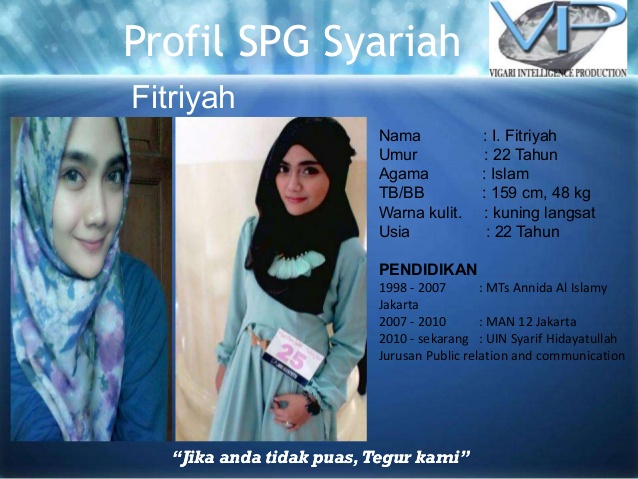 Profil SPG Syariah
VIP
VIGARI INTELLIGENCE PRODUCTION
Fitriyah
Nama : I. Fitriyah
Umur : 22 Tahun
Agama : Islam
TB/BB : 159 cm, 48 kg
Warna kulit. : kuning langsat
Usia : 22 Tahun
PENDIDIKAN
1998 - 2007 : MTs Annida Al Islamy
Jakarta
2007 - 2010 : MAN 12 Jakarta
2010 - sekarang : UIN Syarif Hidayatullah
Jurusan Public relation and communication
25
“Jika anda tidak puas, Tegur kami”